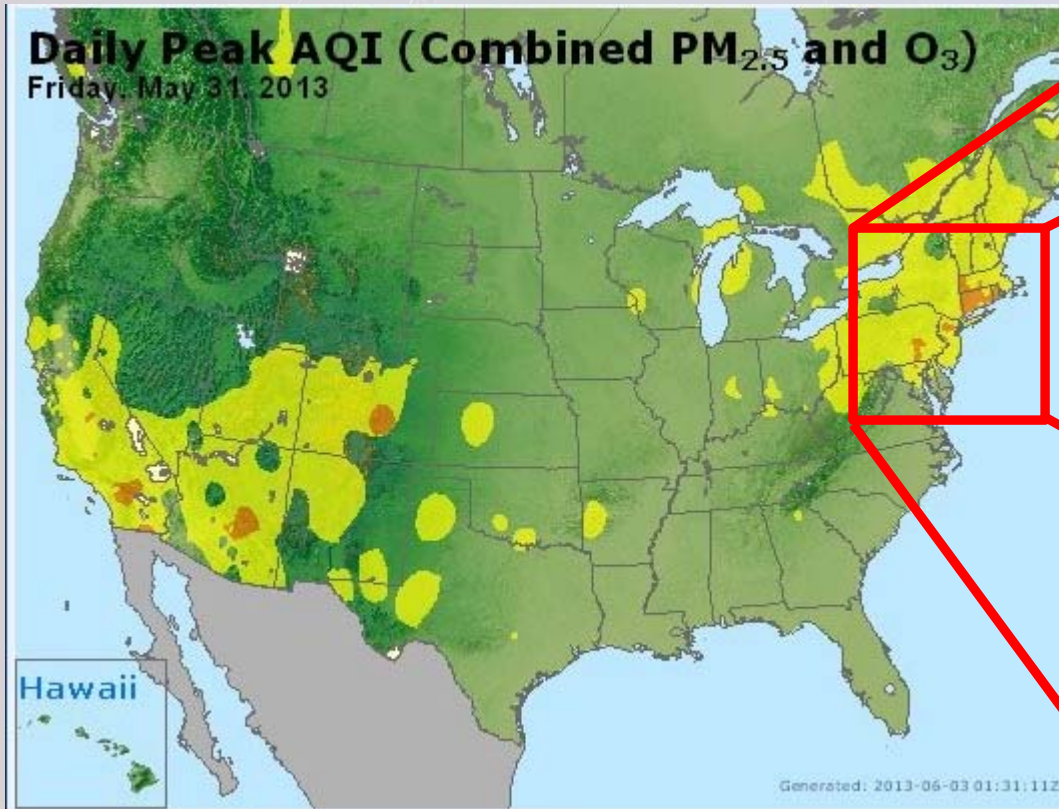 Daily Peak AQI (Combined PM2.5 and O3)
Friday, May 31, 2013
Hawaii
Generated: 2013-06-03 01:31:11Z